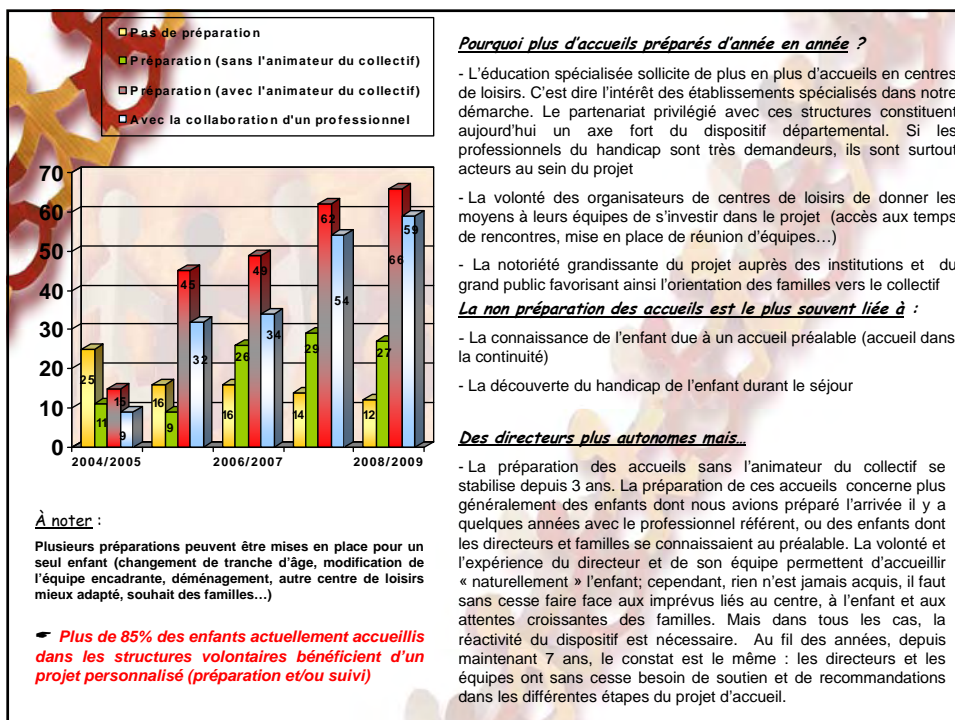 Pas de préparation
Préparation (sans l'animateur du collectif)
Préparation (avec l'animateur du collectif)
Avec la collaboration d'un professionnel
70
60
50
40
30
20
10
0
25
11
15
9
16
9
45
32
16
26
49
34
14
29
62
54
12
27
66
59
2004/2005
2006/2007
2008/2009
À noter :
Plusieurs préparations peuvent être mises en place pour un
seul enfant (changement de tranche d'âge, modification de
l'équipe encadrante, déménagement, autre centre de loisirs
mieux adapté, souhait des familles…)
☛ Plus de 85% des enfants actuellement accueillis
dans les structures volontaires bénéficient d'un
projet personnalisé (préparation et/ou suivi)
Pourquoi plus d'accueils préparés d'année en année ?
- L'éducation spécialisée sollicite de plus en plus d'accueils en centres
de loisirs. C'est dire l'intérêt des établissements spécialisés dans notre
démarche. Le partenariat privilégié avec ces structures constituent
aujourd'hui un axe fort du dispositif départemental. Si les
professionnels du handicap sont très demandeurs, ils sont surtout
acteurs au sein du projet
- La volonté des organisateurs de centres de loisirs de donner les
moyens à leurs équipes de s'investir dans le projet (accès aux temps
de rencontres, mise en place de réunion d'équipes…)
- La notoriété grandissante du projet auprès des institutions et du
grand public favorisant ainsi l'orientation des familles vers le collectif
La non préparation des accueils est le plus souvent liée à :
- La connaissance de l'enfant due à un accueil préalable (accueil dans
la continuité)
- La découverte du handicap de l'enfant durant le séjour
Des directeurs plus autonomes mais…
- La préparation des accueils sans l'animateur du collectif se
stabilise depuis 3 ans. La préparation de ces accueils concerne plus
généralement des enfants dont nous avions préparé l'arrivée il y a
quelques années avec le professionnel référent, ou des enfants dont
les directeurs et familles se connaissaient au préalable. La volonté et
l'expérience du directeur et de son équipe permettent d'accueillir
« naturellement » l'enfant; cependant, rien n'est jamais acquis, il faut
sans cesse faire face aux imprévus liés au centre, à l'enfant et aux
attentes croissantes des familles. Mais dans tous les cas, la
réactivité du dispositif est nécessaire. Au fil des années, depuis
maintenant 7 ans, le constat est le même : les directeurs et les
équipes ont sans cesse besoin de soutien et de recommandations
dans les différentes étapes du projet d'accueil.